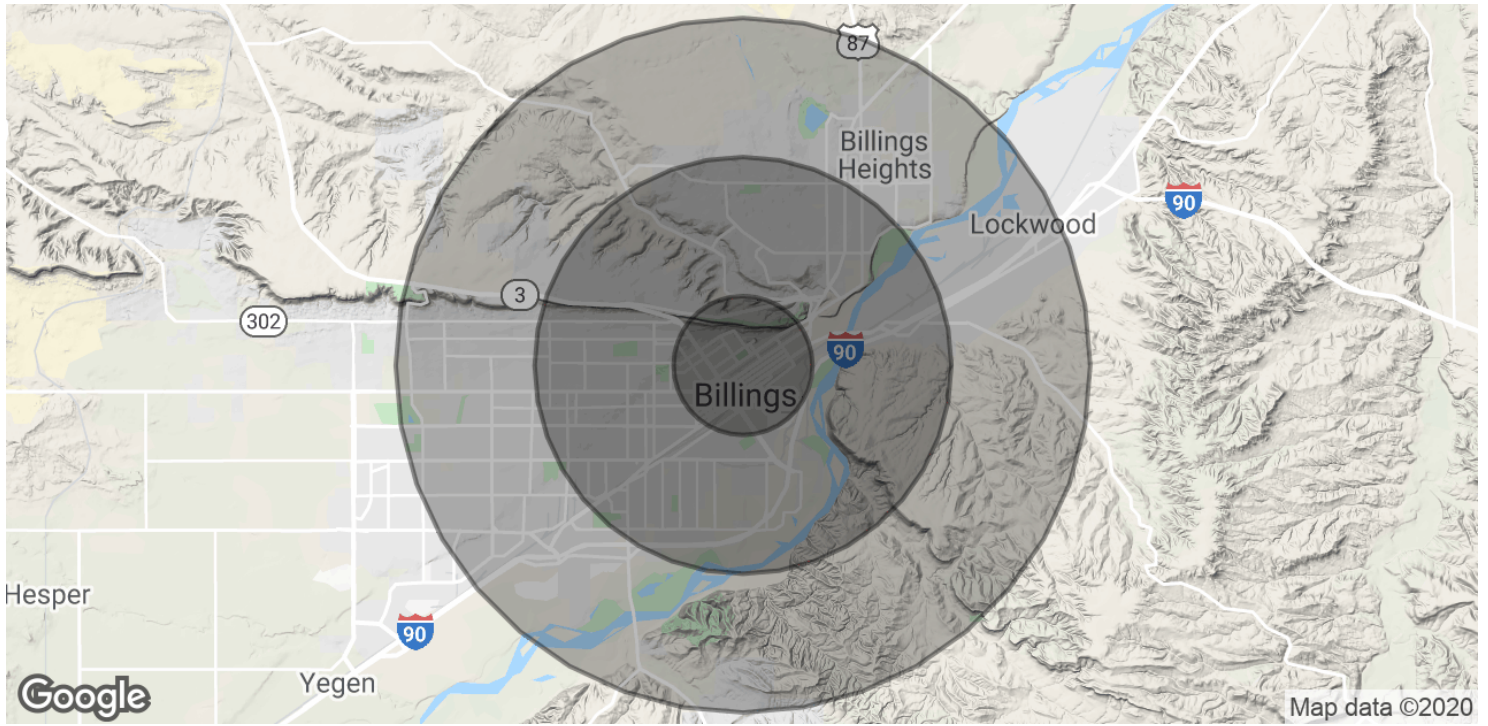 87
Billings
Heights
90
Lockwood
3
302
90
Billings
Hesper
90
Yegen
Google
Map data ©2020